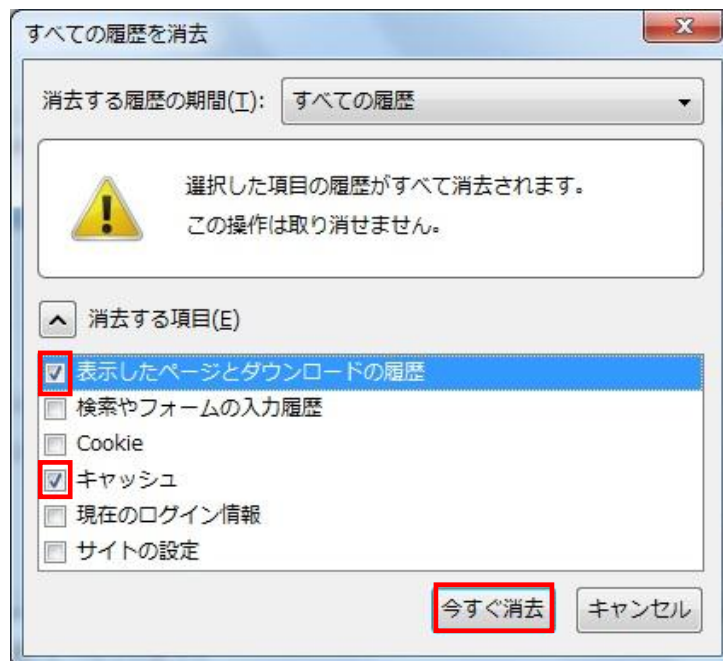 すべての履歴を消去
消去する履歴の期間(T): すべての履歴
選択した項目の履歴がすべて消去されます。
この操作は取り消せません。
消去する項目(E)
表示したページとダウンロードの履歴
検索やフォームの入力履歴
Cookie
キャッシュ
現在のログイン情報
サイトの設定
今すぐ消去 キャンセル